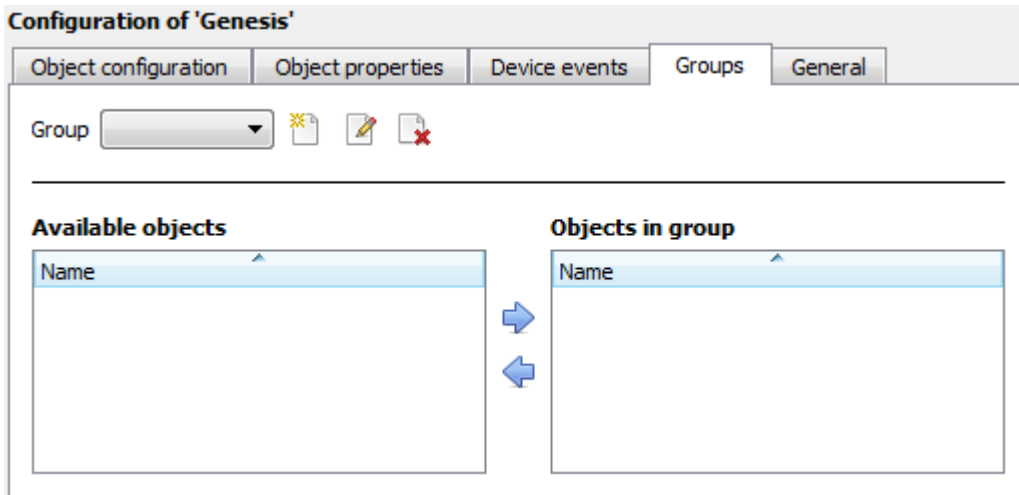 Configuration of 'Genesis'
Object configuration Object properties Device events Groups General
Group
Available objects Objects in group
Name Name